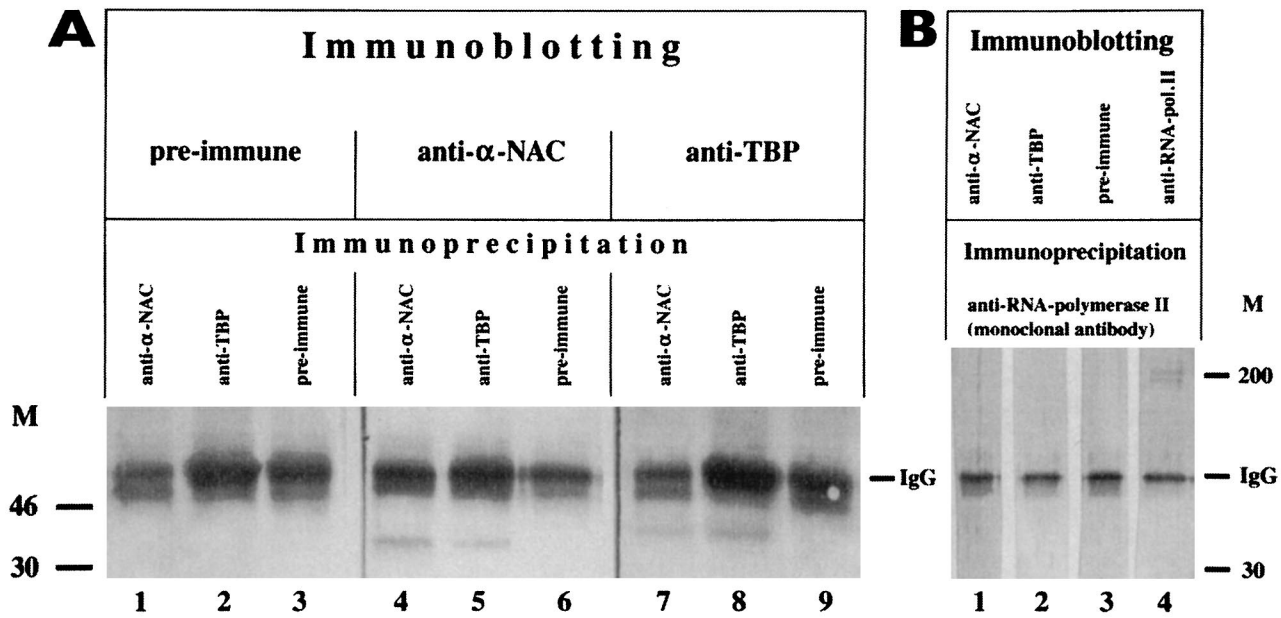 A
Immunoblotting
pre-immune
anti-α-NAC
anti-TBP
Immunoprecipitation
anti-α-NAC
anti-TBP
pre-immune
anti-α-NAC
anti-TBP
pre-immune
anti-α-NAC
anti-TBP
pre-immune
M
46
30
IgG
1 2 3 4 5 6 7 8 9
B
Immunoblotting
anti-α-NAC
anti-TBP
pre-immune
anti-RNA-pol.II
Immunoprecipitation
anti-RNA-polymerase II
(monoclonal antibody)
M
200
IgG
30
1 2 3 4